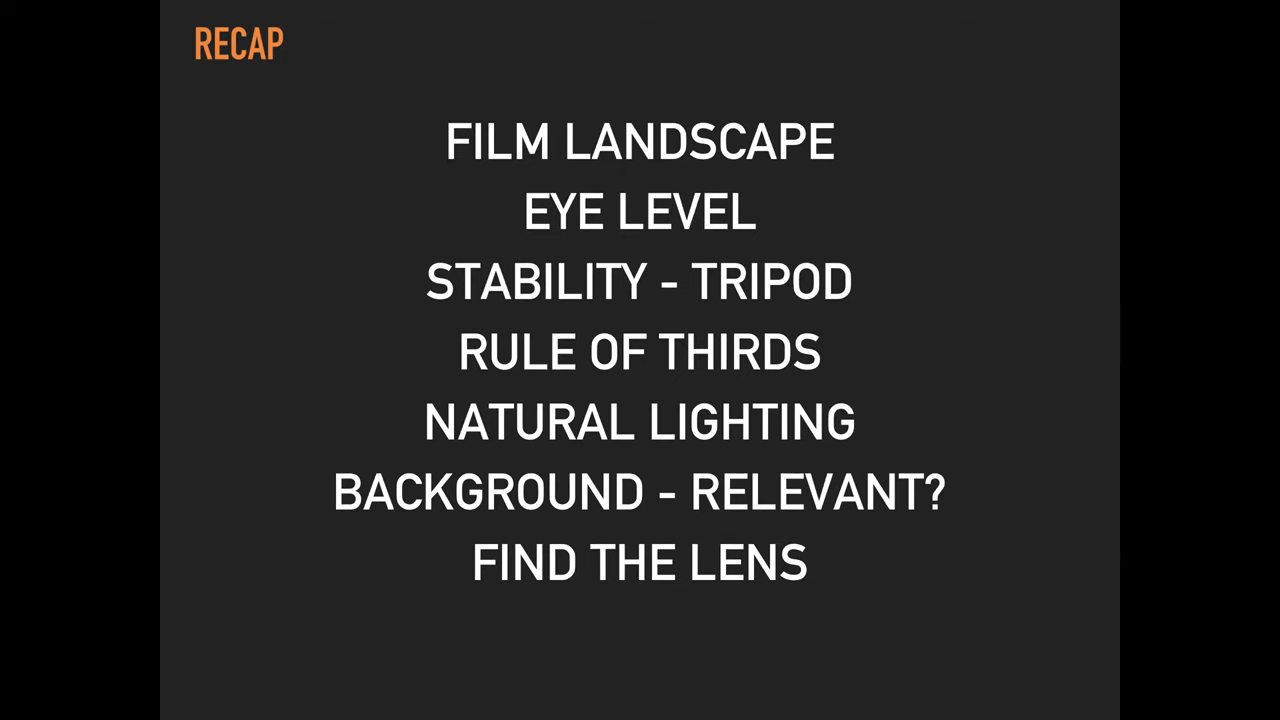 RECAP
FILM LANDSCAPE
EYE LEVEL
STABILITY - TRIPOD
RULE OF THIRDS
NATURAL LIGHTING
BACKGROUND - RELEVANT?
FIND THE LENS